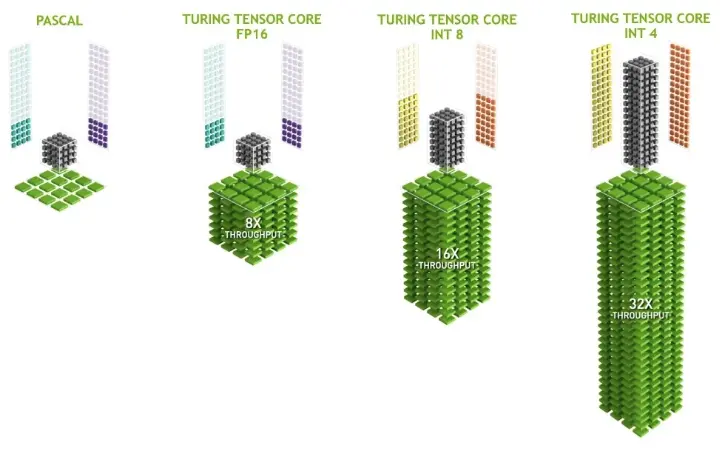 PASCAL
TURING TENSOR CORE
FP16
TURING TENSOR CORE
INT 8
TURING TENSOR CORE
INT 4
8X
THROUGHPUT
16X
THROUGHPUT
32X
THROUGHPUT